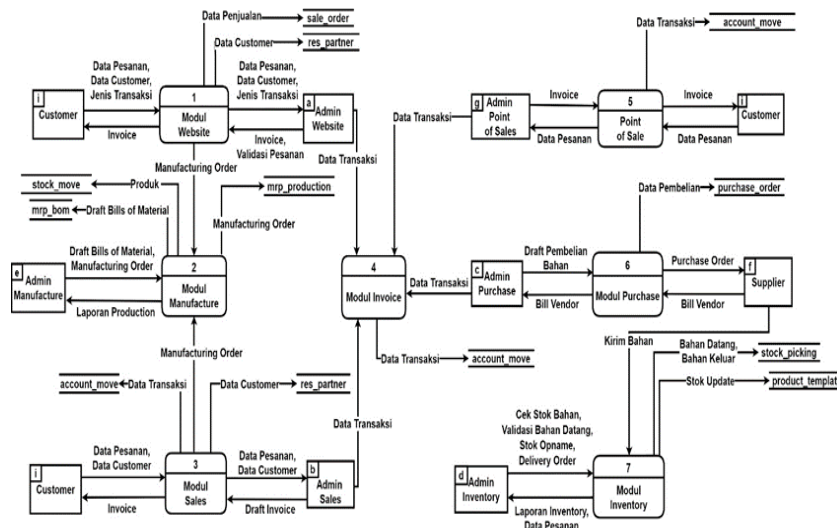 Data Penjualan
sale_order
Data Customer
res_partner
Data Pesanan,
Data Customer,
Jenis Transaksi
i
Customer
Invoice
1
Modul
Website
Data Pesanan,
Data Customer,
Jenis Transaksi
a
Admin
Website
Invoice,
Validasi Pesanan
Manufacturing Order
Data Transaksi
stock_move
Produk
mrp_bom
Draft Bills of Material
mrp_production
Manufacturing Order
e
Admin
Manufacture
Draft Bills of Material,
Manufacturing Order
Laporan Production
2
Modul
Manufacture
Manufacturing Order
account_move
Data Transaksi
Data Customer
res_partner
i
Customer
Data Pesanan,
Data Customer
Invoice
3
Modul
Sales
Data Pesanan,
Data Customer
Draft Invoice
b
Admin
Sales
Data Transaksi
4
Modul Invoice
Data Transaksi
account_move
Data Transaksi
account_move
Data Transaksi
g
Admin
Point
of Sales
Invoice
Data Pesanan
5
Point
of Sale
Invoice
Data Pesanan
i
Customer
Data Pembelian
purchase_order
Data Transaksi
c
Admin
Purchase
Draft Pembelian
Bahan
Bill Vendor
6
Modul Purchase
Purchase Order
Bill Vendor
f
Supplier
Kirim Bahan
Bahan Datang,
Bahan Keluar
stock_picking
Stok Update
product_templat
Cek Stok Bahan,
Validasi Bahan Datang,
Stok Opname,
Delivery Order
d
Admin
Inventory
Laporan Inventory,
Data Pesanan
7
Modul
Inventory